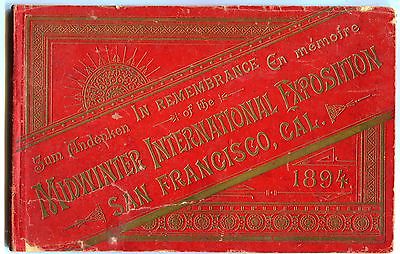 Zum Andenken IN REMEMBRANCE En mémoire
of the
MIDWINTER INTERNATIONAL EXPOSITION
SAN FRANCISCO, CAL.
1894